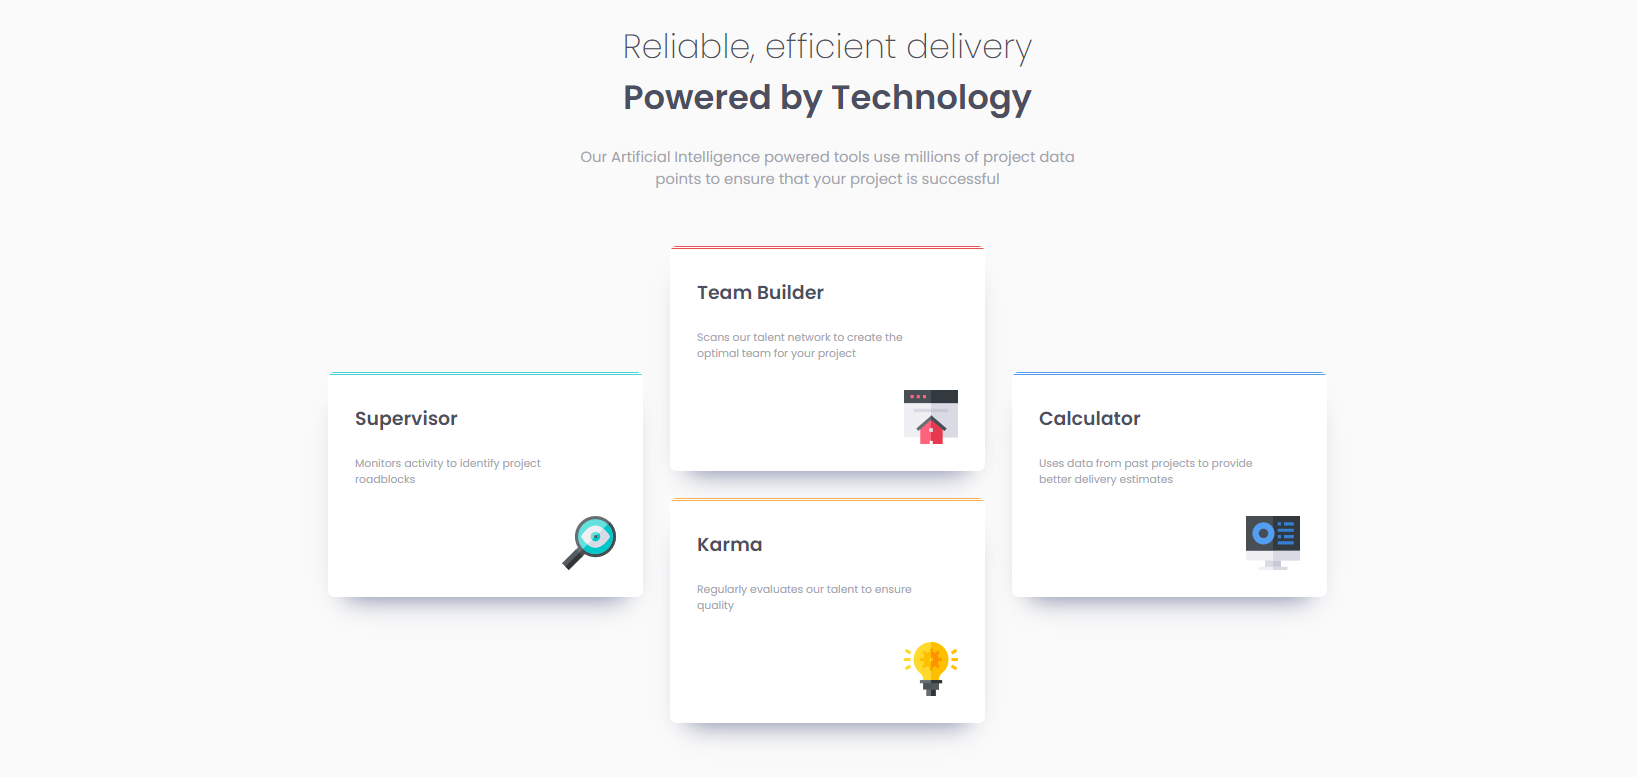 Reliable, efficient delivery
Powered by Technology
Our Artificial Intelligence powered tools use millions of project data
points to ensure that your project is successful
Supervisor
Monitors activity to identify project
roadblocks
Team Builder
Scans our talent network to create the
optimal team for your project
Karma
Regularly evaluates our talent to ensure
quality
Calculator
Uses data from past projects to provide
better delivery estimates